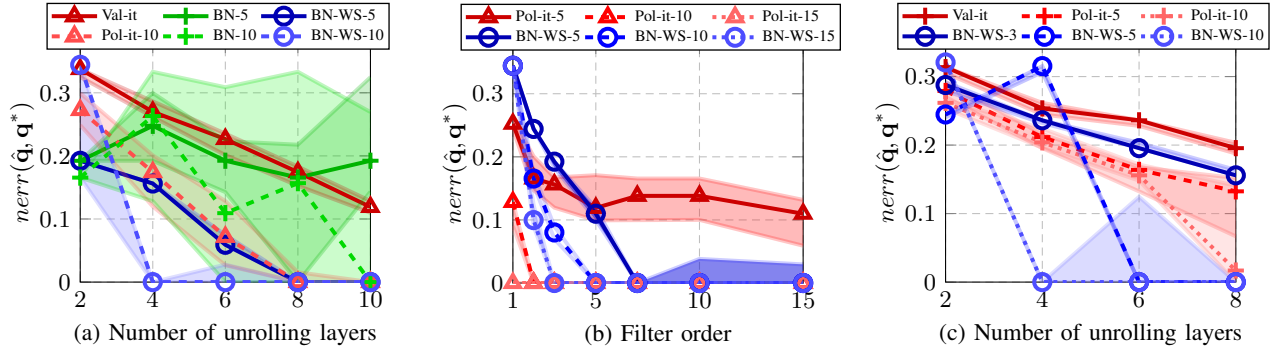 Val-it BN-5 BN-WS-5
Pol-it-10 BN-10 BN-WS-10
nerr(q̂, q*)
0.3
0.2
0.1
0
2 4 6 8 10
(a) Number of unrolling layers
Pol-it-5 Pol-it-10 Pol-it-15
BN-WS-5 BN-WS-10 BN-WS-15
nerr(q̂, q*)
0.3
0.2
0.1
0
1 5 10 15
(b) Filter order
Val-it Pol-it-5 Pol-it-10
BN-WS-3 BN-WS-5 BN-WS-10
nerr(q̂, q*)
0.3
0.2
0.1
0
2 4 6 8
(c) Number of unrolling layers